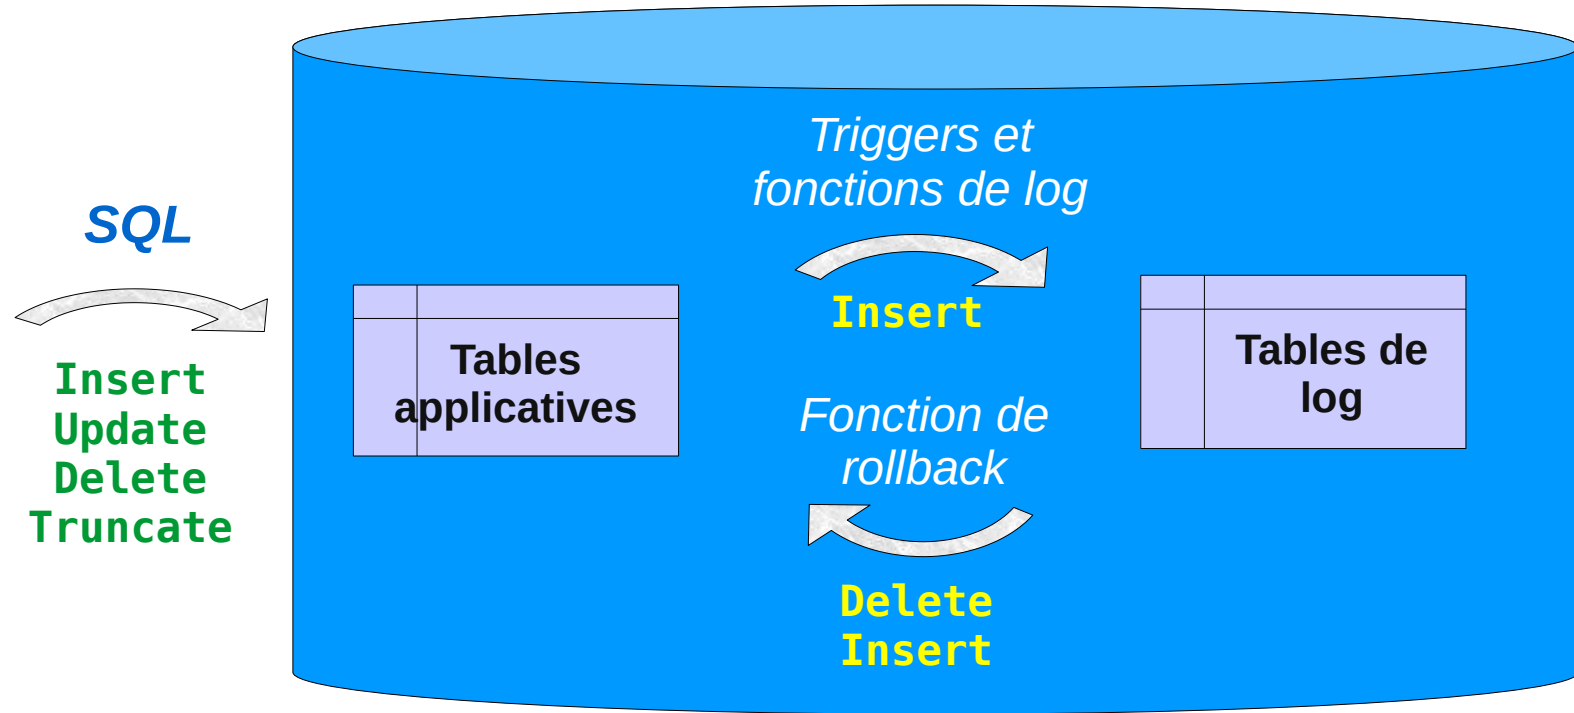 SQL
Insert
Update
Delete
Truncate
Tables
applicatives
Triggers et
fonctions de log
Insert
Fonction de
rollback
Delete
Insert
Tables de
log